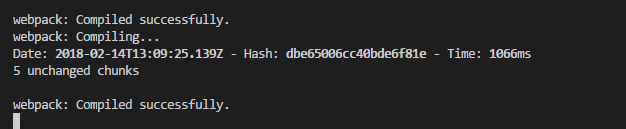 webpack: Compiled successfully.
webpack: Compiling...
Date: 2018-02-14T13:09:25.139Z - Hash: dbe65006cc40bde6f81e - Time: 1066ms
5 unchanged chunks
webpack: Compiled successfully.